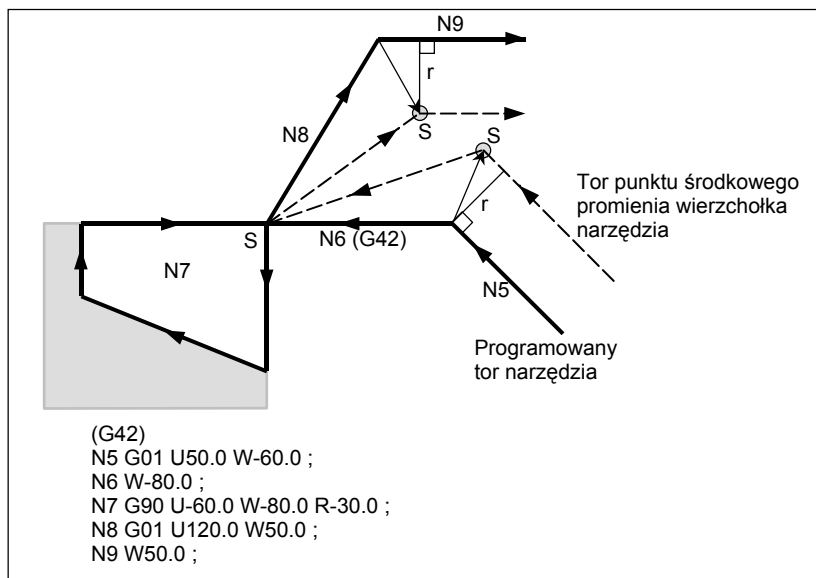 N9
r
N8
S
S
r
Tor punktu środkowego
promienia wierzchołka
narzędzia
S
N6 (G42)
N7
N5
Programowany
tor narzędzia
(G42)
N5 G01 U50.0 W-60.0 ;
N6 W-80.0 ;
N7 G90 U-60.0 W-80.0 R-30.0 ;
N8 G01 U120.0 W50.0 ;
N9 W50.0 ;